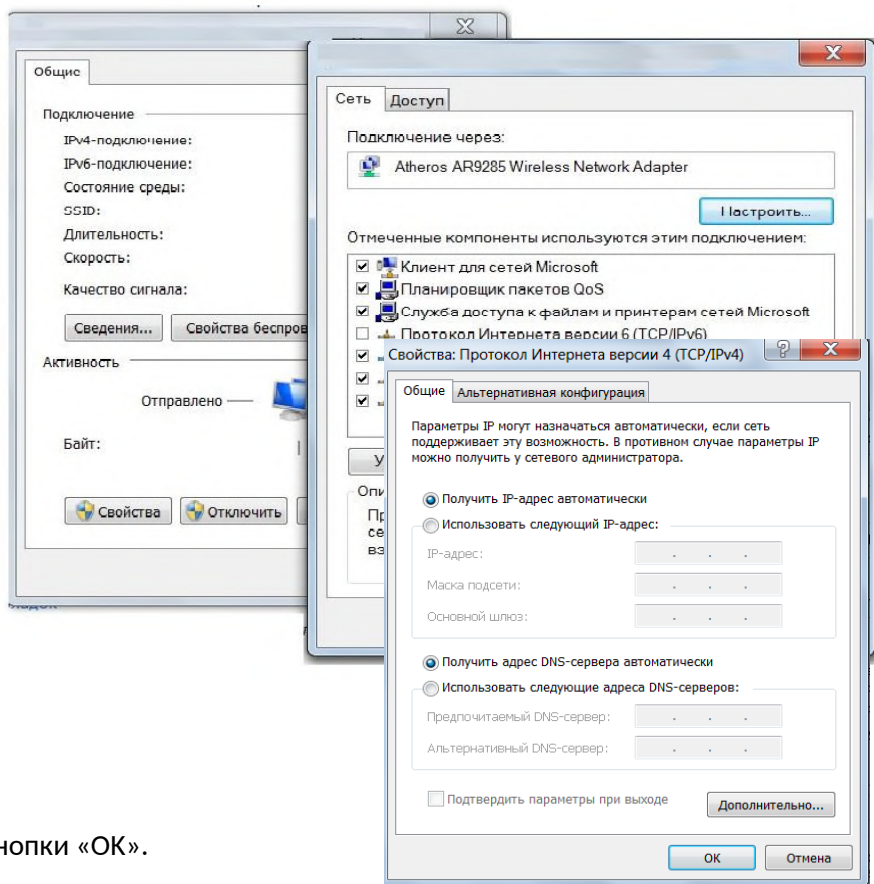 Общие
Подключение
IPv4-подключение:
IPv6-подключение:
Состояние среды:
SSID:
Длительность:
Скорость:
Качество сигнала:
Сведения...
Активность
Отправлено
Байт:
Свойства
Отключить
Сеть
Доступ
Подключение через:
Atheros AR9285 Wireless Network Adapter
Настроить...
Отмеченные компоненты используются этим подключением:
Клиент для сетей Microsoft
Планировщик пакетов QoS
Служба доступа к файлам и принтерам сетей Microsoft
Протокол Интернета версии 6 (TCP/IPv6)
Свойства: Протокол Интернета версии 4 (TCP/IPv4)
Общие
Альтернативная конфигурация
Параметры IP могут назначаться автоматически, если сеть
поддерживает эту возможность. В противном случае параметры IP
можно получить у сетевого администратора.
Получить IP-адрес автоматически
Использовать следующий IP-адрес:
IP-адрес:
Маска подсети:
Основной шлюз:
Получить адрес DNS-сервера автоматически
Использовать следующие адреса DNS-серверов:
Предпочитаемый DNS-сервер:
Альтернативный DNS-сервер:
Подтвердить параметры при выходе
Дополнительно...
ОК
Отмена
нопки «ОК».